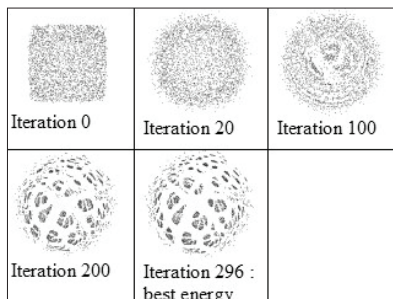 Iteration 0
Iteration 20
Iteration 100
Iteration 200
Iteration 296 :
best energy